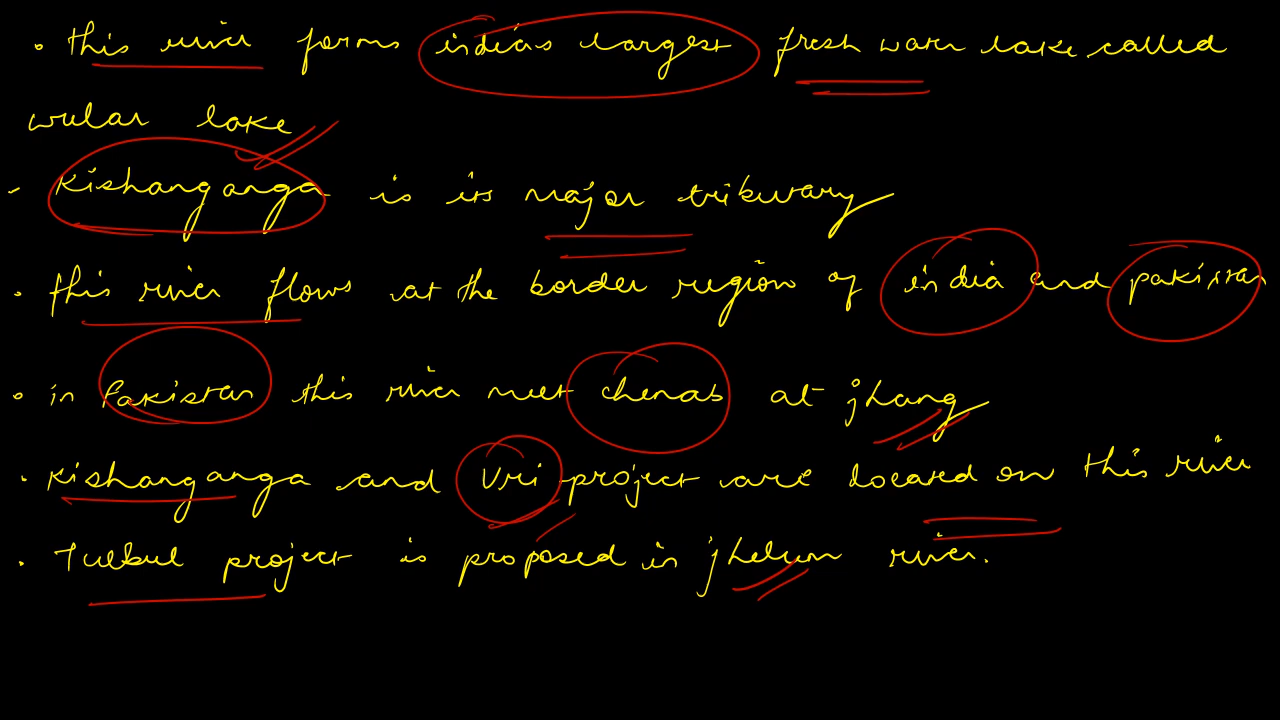 • this river forms india's largest fresh water lake called
wular lake
- Kishanganga is its major tributary
• this river flows at the border region of india and pakistan
• in Pakistan this river meet chenab at jhang
• kishanganga and Uri project are located on this river
• Tulbul project is proposed in jhelum river.